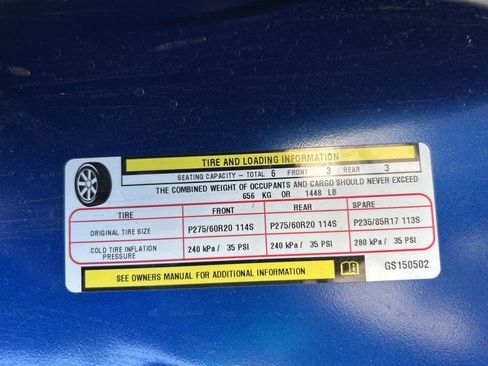 TIRE AND LOADING INFORMATION
SEATING CAPACITY – TOTAL 6 FRONT 3 REAR 3
THE COMBINED WEIGHT OF OCCUPANTS AND CARGO SHOULD NEVER EXCEED
656 KG OR 1448 LB
TIRE FRONT REAR SPARE
ORIGINAL TIRE SIZE P275/60R20 114S P275/60R20 114S P235/85R17 113S
COLD TIRE INFLATION PRESSURE 240 kPa / 35 PSI 240 kPa / 35 PSI 280 kPa / 35 PSI
SEE OWNERS MANUAL FOR ADDITIONAL INFORMATION GS150502